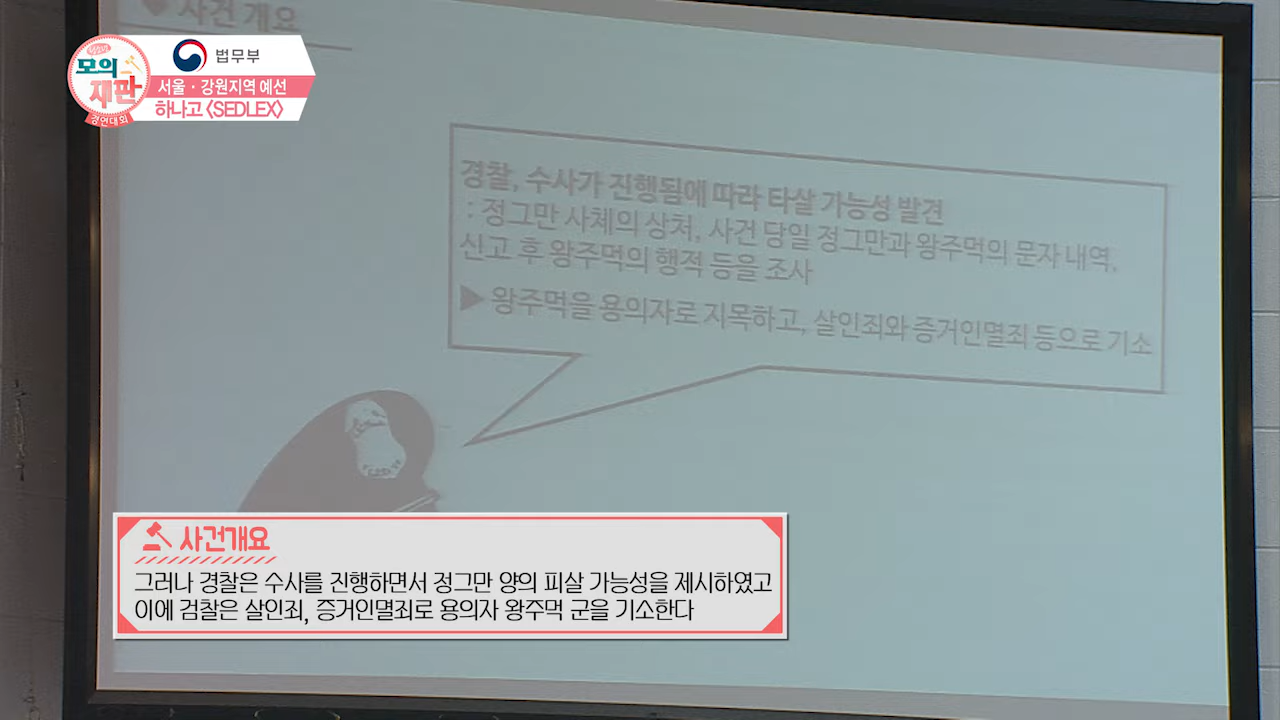 사건 개요
청소년
모의
재판
경연대회
법무부
서울·강원지역 예선
하나고 <SEDLEX>
경찰, 수사가 진행됨에 따라 타살 가능성 발견
: 정그만 사체의 상처, 사건 당일 정그만과 왕주먹의 문자 내역,
신고 후 왕주먹의 행적 등을 조사
▶ 왕주먹을 용의자로 지목하고, 살인죄와 증거인멸죄 등으로 기소
사건개요
그러나 경찰은 수사를 진행하면서 정그만 양의 피살 가능성을 제시하였고
이에 검찰은 살인죄, 증거인멸죄로 용의자 왕주먹 군을 기소한다